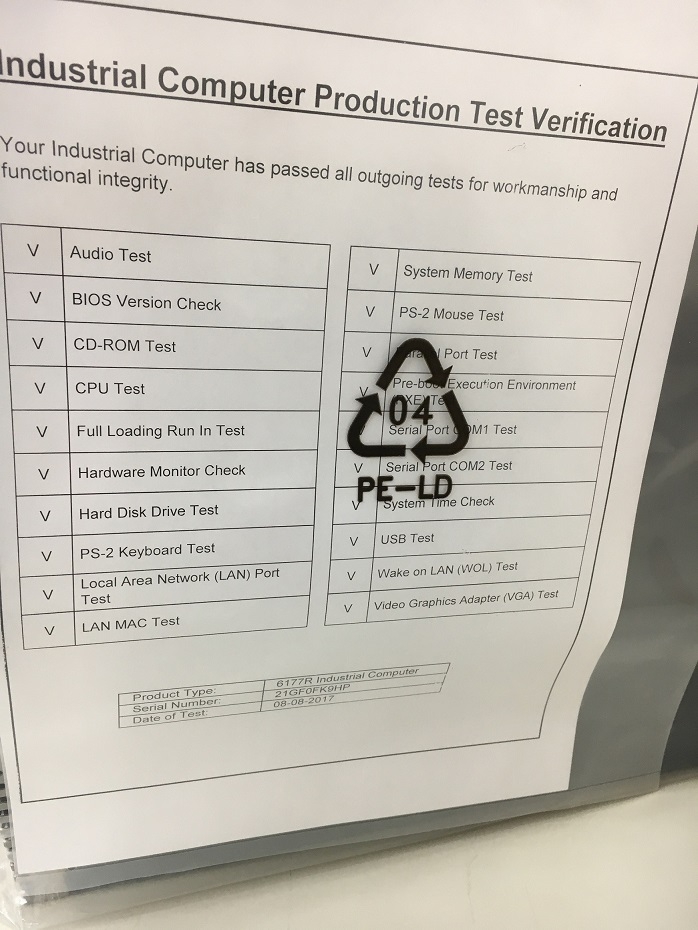 Industrial Computer Production Test Verification
Your Industrial Computer has passed all outgoing tests for workmanship and
functional integrity.
V Audio Test
V BIOS Version Check
V CD-ROM Test
V CPU Test
V Full Loading Run In Test
V Hardware Monitor Check
V Hard Disk Drive Test
V PS-2 Keyboard Test
V Local Area Network (LAN) Port
Test
V LAN MAC Test
V System Memory Test
V PS-2 Mouse Test
V Port Test
V Pre-boot Execution Environment
(PXE) Test
Serial Port COM1 Test
V Serial Port COM2 Test
V System Time Check
V USB Test
V Wake on LAN (WOL) Test
V Video Graphics Adapter (VGA) Test
04
PE-LD
Product Type: 6177R Industrial Computer
Serial Number: 21GF0FK9HP
Date of Test: 08-08-2017